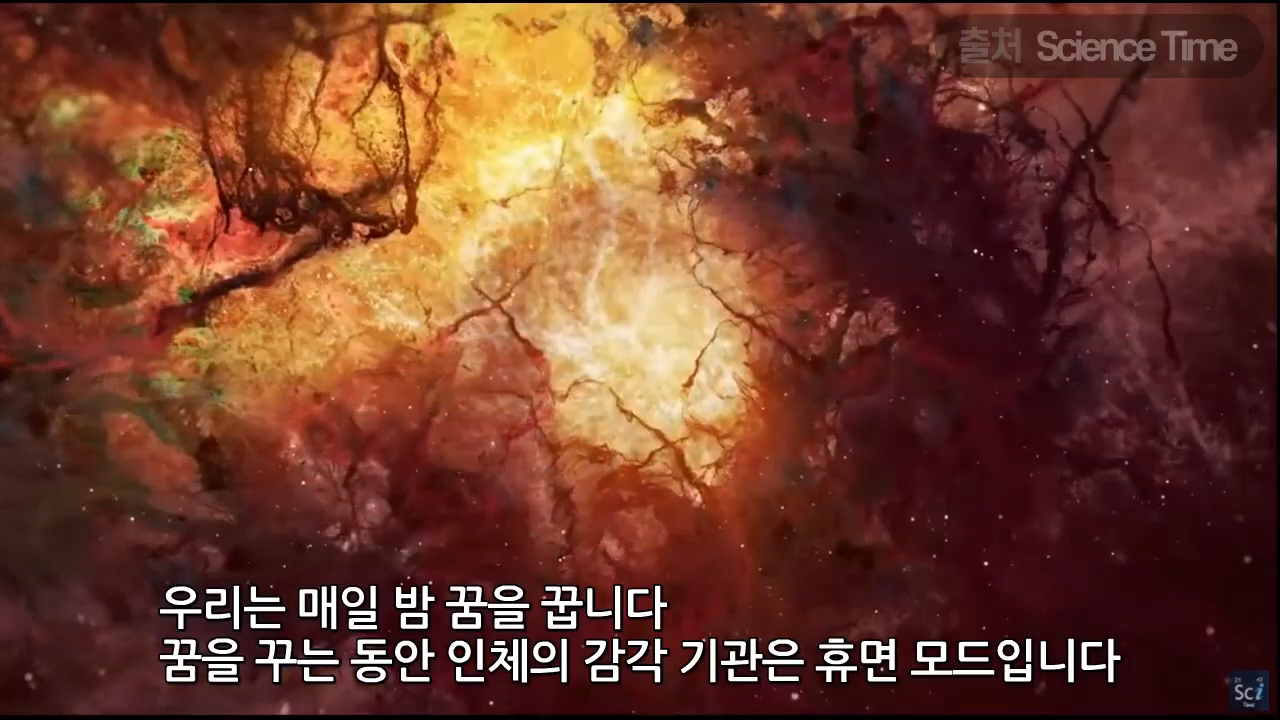 출처 Science Time
우리는 매일 밤 꿈을 꿉니다
꿈을 꾸는 동안 인체의 감각 기관은 휴면 모드입니다
Sci